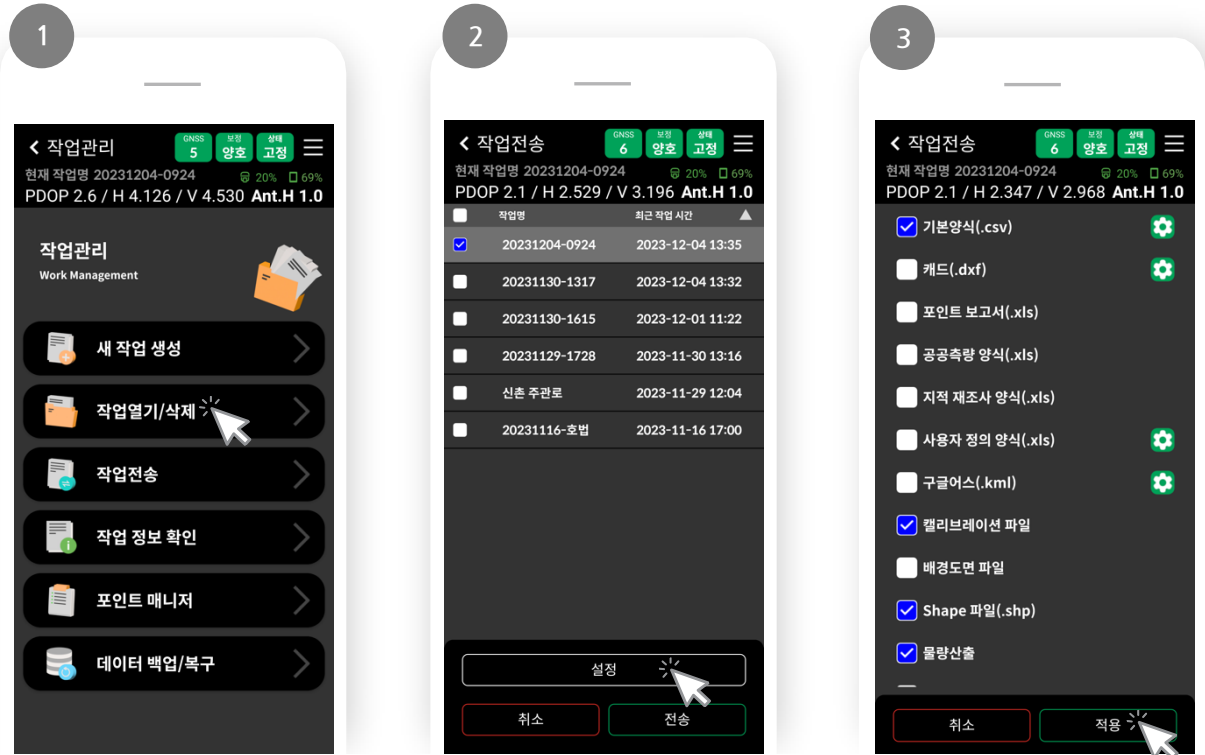 1
작업관리
GNSS
5
보정
양호
상태
고정
현재 작업명 20231204-0924
20%
69%
PDOP 2.6 / H 4.126 / V 4.530 Ant.H 1.0
작업관리
Work Management
새 작업 생성
작업열기/삭제
작업전송
작업 정보 확인
포인트 매니저
데이터 백업/복구
2
작업전송
GNSS
6
보정
양호
상태
고정
현재 작업명 20231204-0924
20%
69%
PDOP 2.1 / H 2.529 / V 3.196 Ant.H 1.0
작업명 최근 작업 시간
20231204-0924 2023-12-04 13:35
20231130-1317 2023-12-04 13:32
20231130-1615 2023-12-01 11:22
20231129-1728 2023-11-30 13:16
신촌 주관로 2023-11-29 12:04
20231116-호법 2023-11-16 17:00
설정
취소
전송
3
작업전송
GNSS
6
보정
양호
상태
고정
현재 작업명 20231204-0924
20%
69%
PDOP 2.1 / H 2.347 / V 2.968 Ant.H 1.0
기본양식(.csv)
캐드(.dxf)
포인트 보고서(.xls)
공공측량 양식(.xls)
지적 재조사 양식(.xls)
사용자 정의 양식(.xls)
구글어스(.kml)
캘리브레이션 파일
배경도면 파일
Shape 파일(.shp)
물량산출
취소
적용